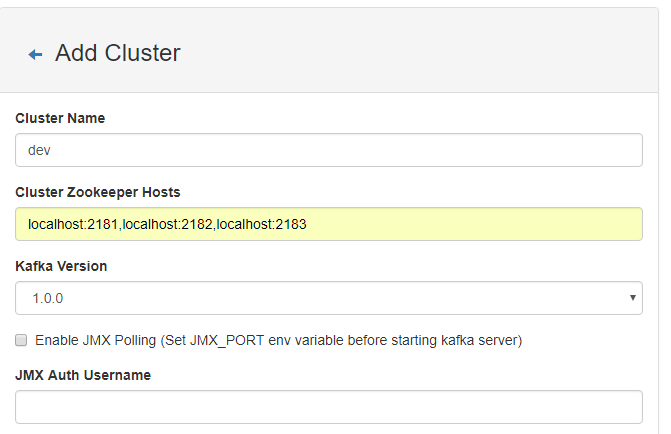 Add Cluster
Cluster Name
dev
Cluster Zookeeper Hosts
localhost:2181,localhost:2182,localhost:2183
Kafka Version
1.0.0
Enable JMX Polling (Set JMX_PORT env variable before starting kafka server)
JMX Auth Username